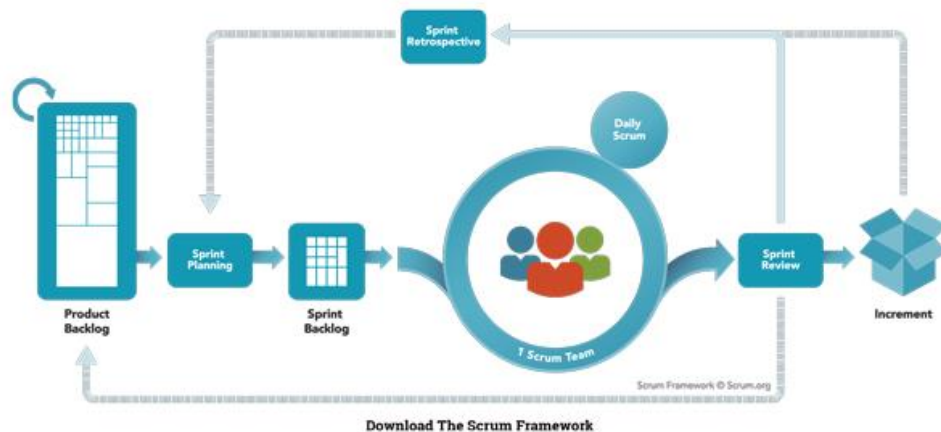 Sprint
Retrospective
Daily
Scrum
Sprint
Planning
Sprint
Review
Product
Backlog
Sprint
Backlog
1 Scrum Team
Increment
Scrum Framework © Scrum.org
Download The Scrum Framework